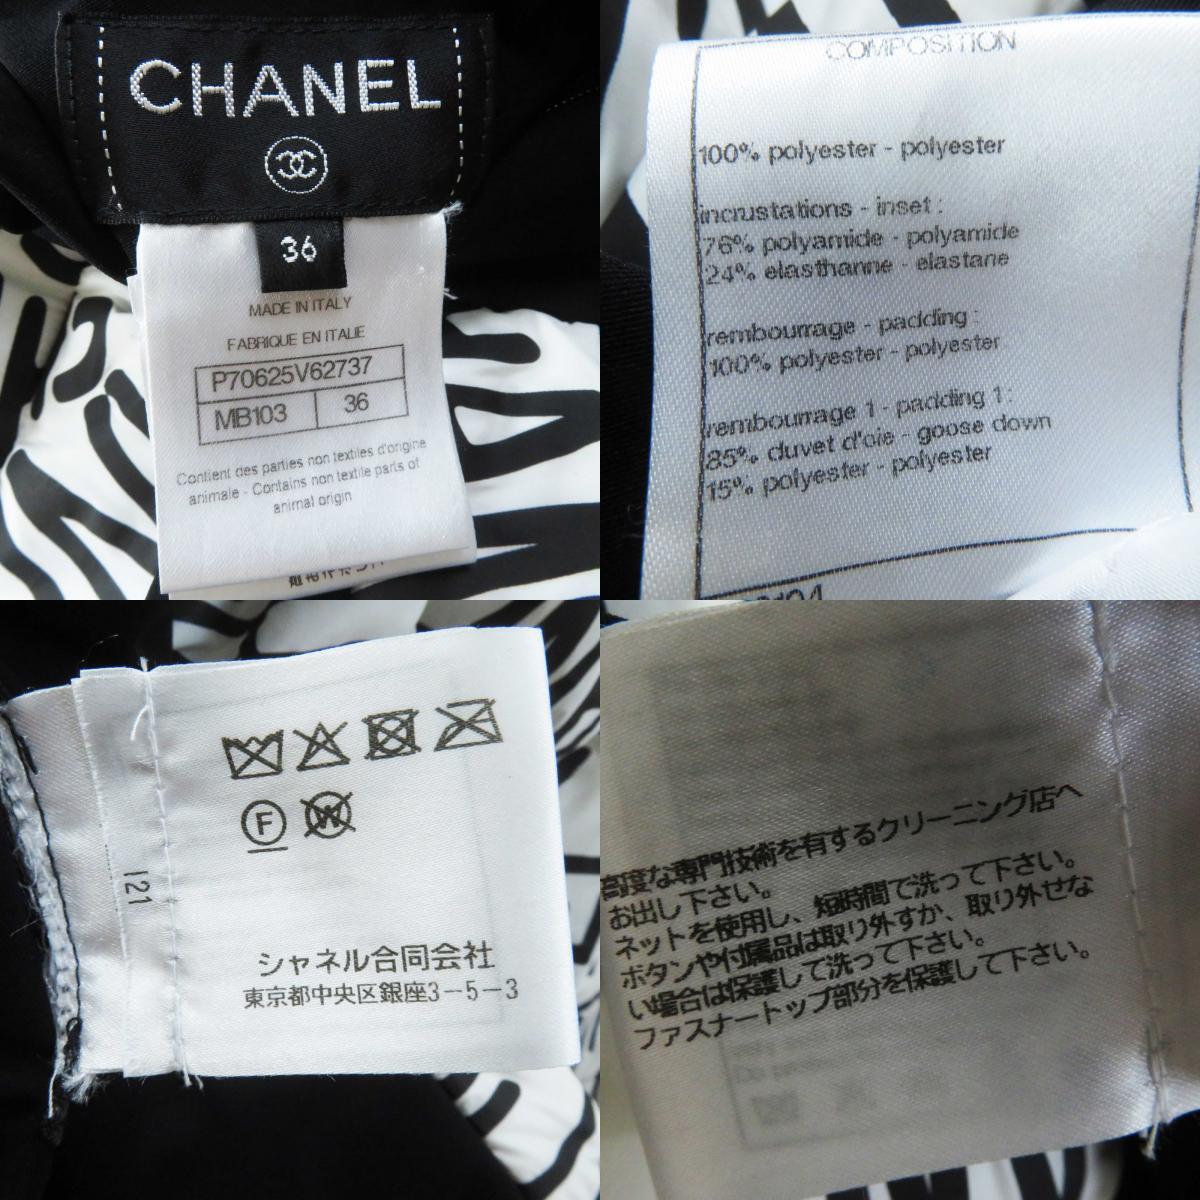 CHANEL
36
MADE IN ITALY
FABRIQUE EN ITALIE
P70625V62737
MB103 36
Contient des parties non textiles d'origine
animale - Contains non textile parts of
animal origin
COMPOSITION
100% polyester - polyester
incrustations - inset :
76% polyamide - polyamide
24% elasthanne - elastane
rembourrage - padding :
100% polyester - polyester
rembourrage 1 - padding 1 :
85% duvet d'oie - goose down
15% polyester - polyester
F
W
121
シャネル合同会社
東京都中央区銀座3-5-3
高度な専門技術を有するクリーニング店へ
お出し下さい。
ネットを使用し、短時間で洗って下さい。
ボタンや付属品は取り外すか、取り外せな
い場合は保護して洗って下さい。
ファスナートップ部分を保護して下さい。